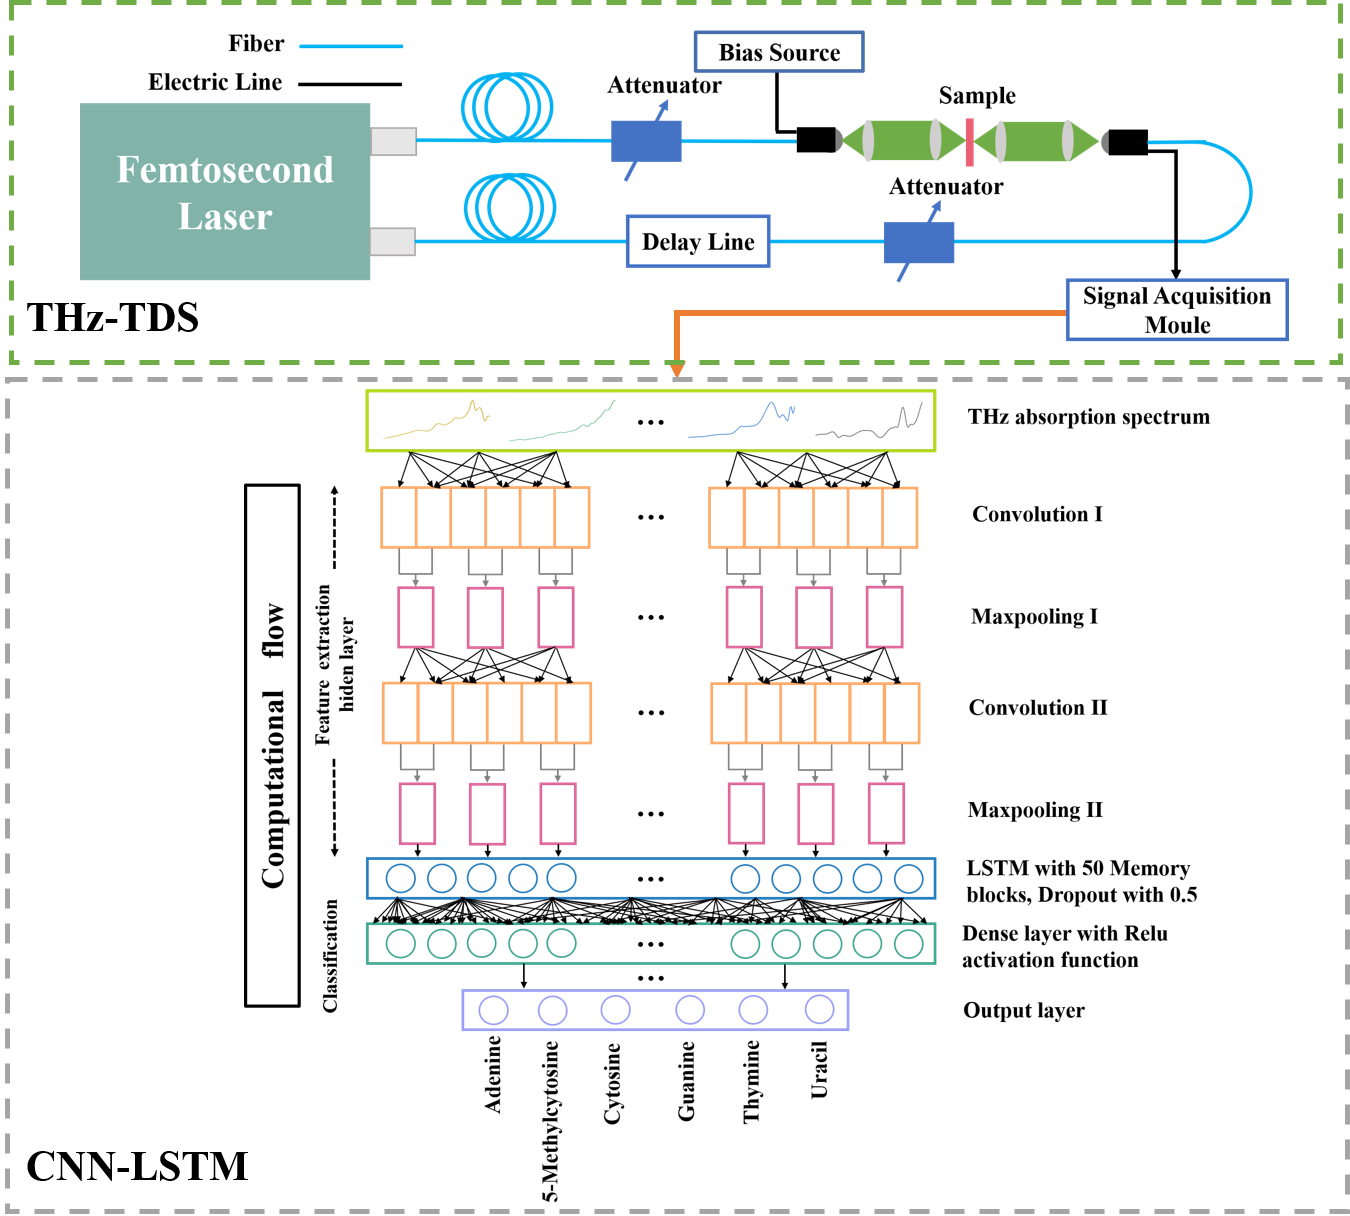 Fiber
Electric Line
Femtosecond
Laser
Attenuator
Bias Source
Sample
Delay Line
Attenuator
Signal Acquisition
Moule
THz-TDS
THz absorption spectrum
...
Convolution I
...
Maxpooling I
...
Convolution II
...
Maxpooling II
...
LSTM with 50 Memory
blocks, Dropout with 0.5
...
Dense layer with Relu
activation function
...
...
Output layer
Computational flow
Feature extraction
hiden layer
Classification
Adenine
5-Methylcytosine
Cytosine
Guanine
Thymine
Uracil
CNN-LSTM